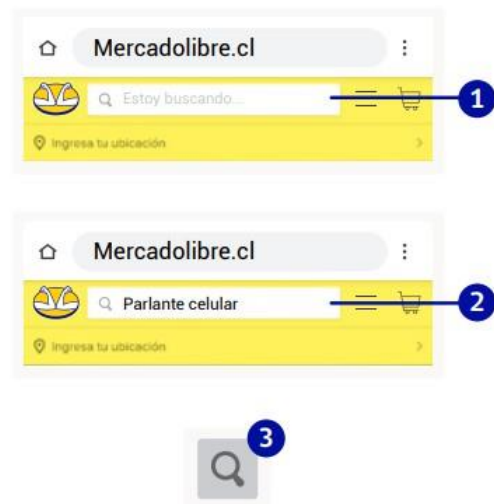 Mercadolibre.cl
Estoy buscando...
1
Ingresa tu ubicación
Mercadolibre.cl
Parlante celular
2
Ingresa tu ubicación
3